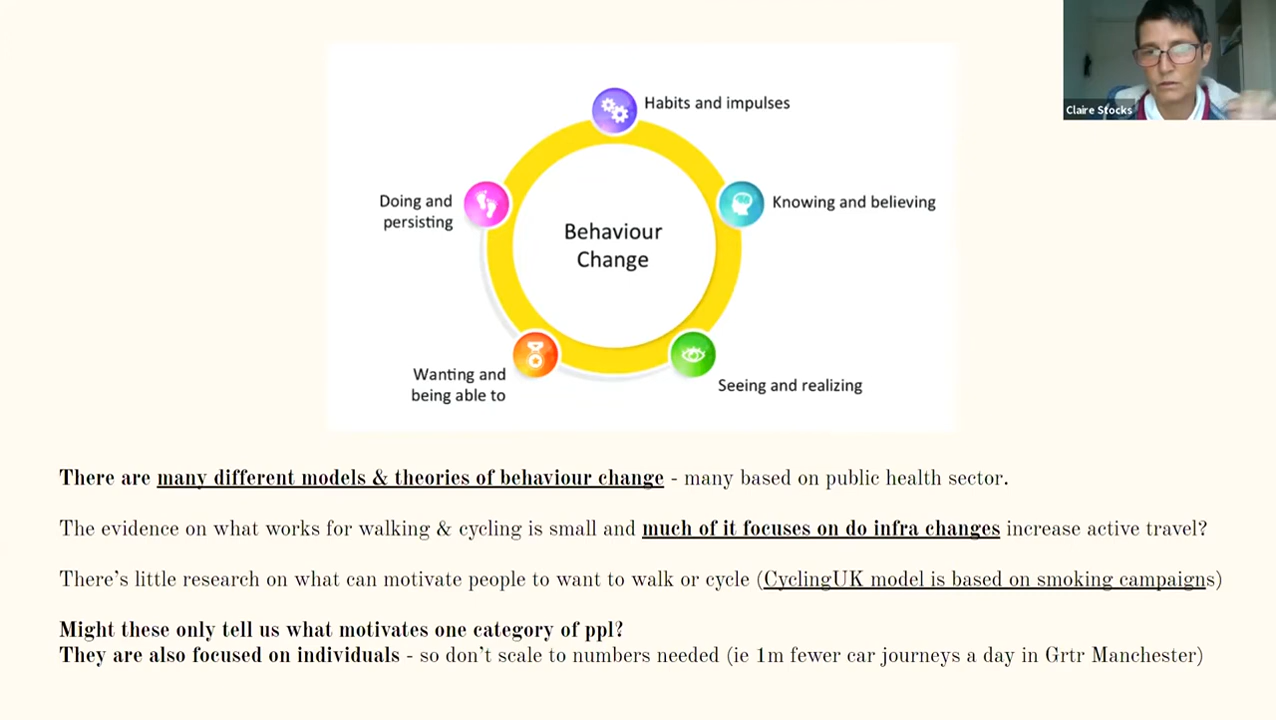 Claire Stocks
Habits and impulses
Doing and
persisting
Knowing and believing
Behaviour
Change
Wanting and
being able to
Seeing and realizing
There are many different models & theories of behaviour change - many based on public health sector.
The evidence on what works for walking & cycling is small and much of it focuses on do infra changes increase active travel?
There's little research on what can motivate people to want to walk or cycle (CyclingUK model is based on smoking campaigns)
Might these only tell us what motivates one category of ppl?
They are also focused on individuals - so don't scale to numbers needed (ie 1m fewer car journeys a day in Grtr Manchester)